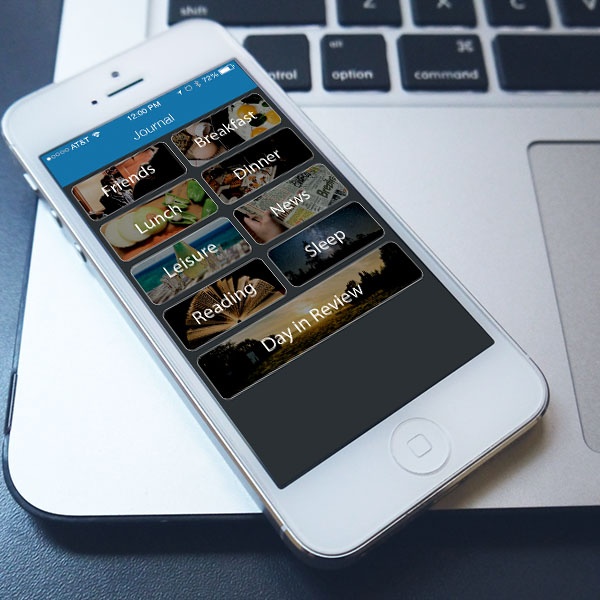 shift
Z
X
C
V
control
alt
option
⌘
command
AT&T
12:00 PM
72%
Journal
Friends
Breakfast
Lunch
Dinner
Leisure
News
Reading
Sleep
Day in Review